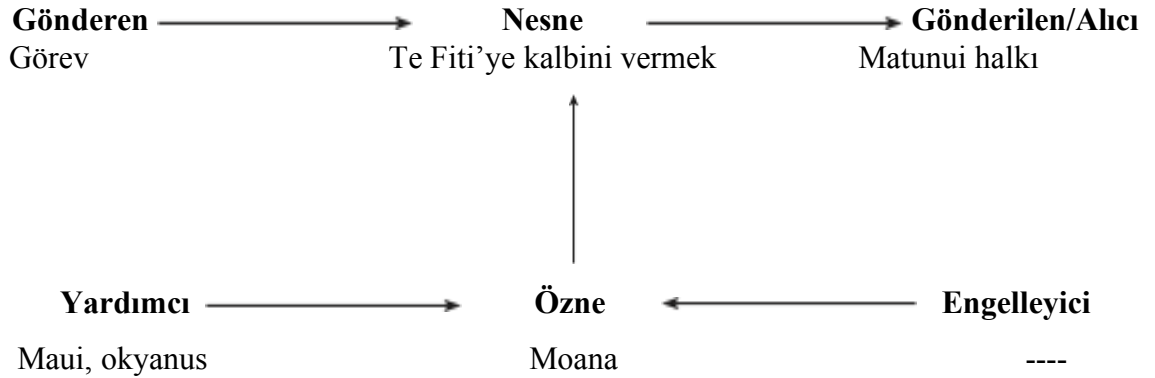 Gönderen Nesne Gönderilen/Alıcı
Görev Te Fiti’ye kalbini vermek Matunui halkı
Yardımcı Özne Engelleyici
Maui, okyanus Moana ----